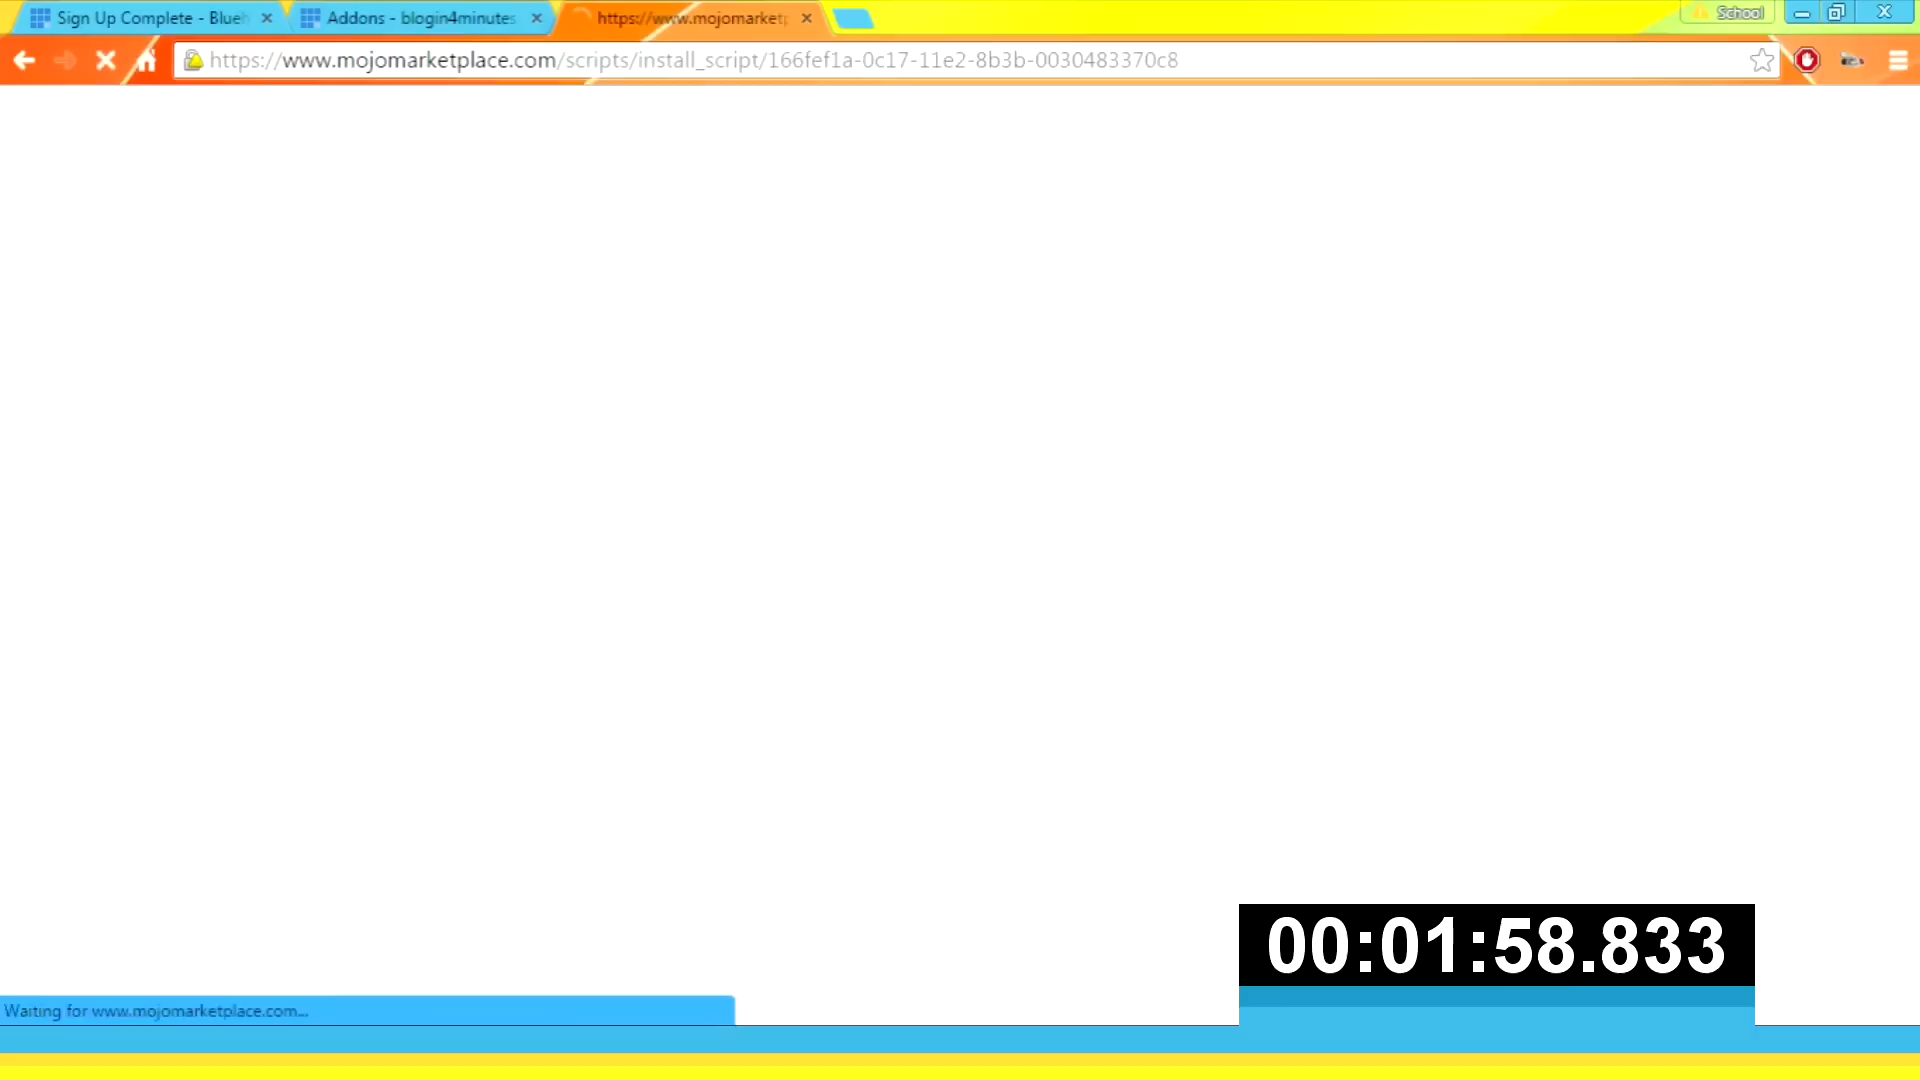 Sign Up Complete - Blueh
Addons - blogin4minutes
https://www.mojomarketp
School
https://www.mojomarketplace.com/scripts/install_script/166fef1a-0c17-11e2-8b3b-0030483370c8
00:01:58.833
Waiting for www.mojomarketplace.com...